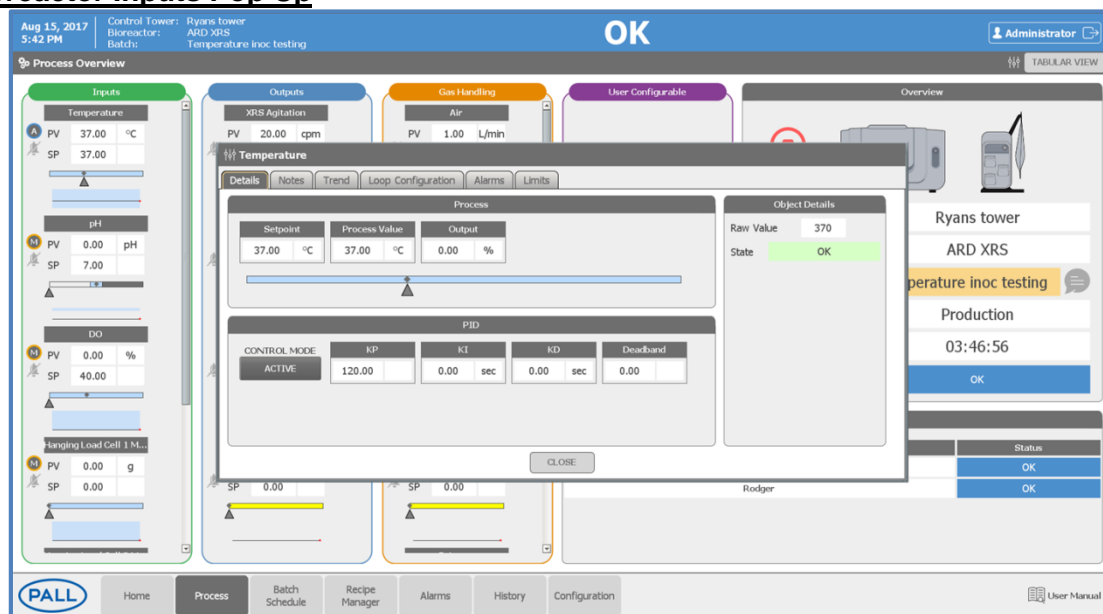 Aug 15, 2017
5:42 PM
Control Tower: Ryans tower
Bioreactor: ARD XRS
Batch: Temperature inoc testing
OK
Administrator
Process Overview
TABULAR VIEW
Inputs
Temperature
A PV 37.00 °C
SP 37.00
pH
M PV 0.00 pH
SP 7.00
DO
M PV 0.00 %
SP 40.00
Hanging Load Cell 1 M...
M PV 0.00 g
SP 0.00
Outputs
XRS Agitation
PV 20.00 cpm
SP 0.00
Gas Handling
Air
PV 1.00 L/min
SP 0.00
User Configurable
Overview
Ryans tower
ARD XRS
perature inoc testing
Production
03:46:56
OK
Status
OK
Rodger OK
Temperature
Details Notes Trend Loop Configuration Alarms Limits
Process
Setpoint Process Value Output
37.00 °C 37.00 °C 0.00 %
Object Details
Raw Value 370
State OK
PID
CONTROL MODE KP KI KD Deadband
ACTIVE 120.00 0.00 sec 0.00 sec 0.00
CLOSE
PALL Home Process Batch Schedule Recipe Manager Alarms History Configuration User Manual